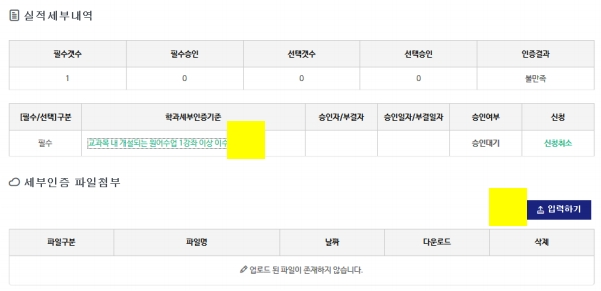 실적세부내역
필수갯수 필수승인 선택갯수 선택승인 인증결과
1 0 0 0 불만족
[필수/선택]구분 학과세부인증기준 승인자/부결자 승인일자/부결일자 승인여부 신청
필수 교과목 내 개설되는 원어수업 1강좌 이상 이수 승인대기 신청취소
세부인증 파일첨부
입력하기
파일구분 파일명 날짜 다운로드 삭제
업로드 된 파일이 존재하지 않습니다.